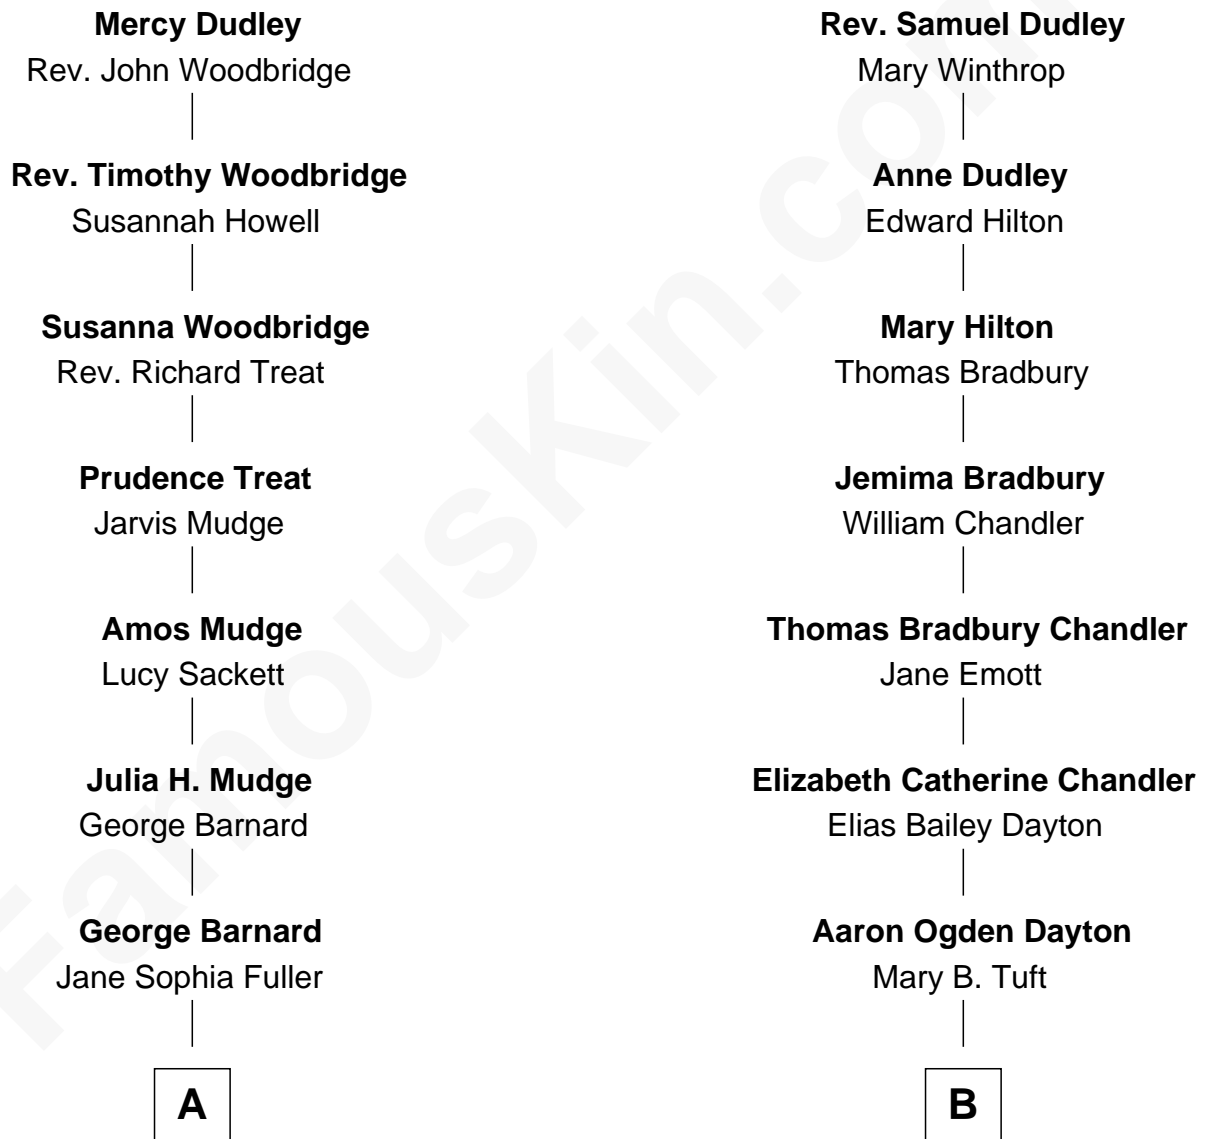 Mercy Dudley
Rev. John Woodbridge
Rev. Timothy Woodbridge
Susannah Howell
Susanna Woodbridge
Rev. Richard Treat
Prudence Treat
Jarvis Mudge
Amos Mudge
Lucy Sackett
Julia H. Mudge
George Barnard
George Barnard
Jane Sophia Fuller
A
Rev. Samuel Dudley
Mary Winthrop
Anne Dudley
Edward Hilton
Mary Hilton
Thomas Bradbury
Jemima Bradbury
William Chandler
Thomas Bradbury Chandler
Jane Emott
Elizabeth Catherine Chandler
Elias Bailey Dayton
Aaron Ogden Dayton
Mary B. Tuft
B
FamousKin.com